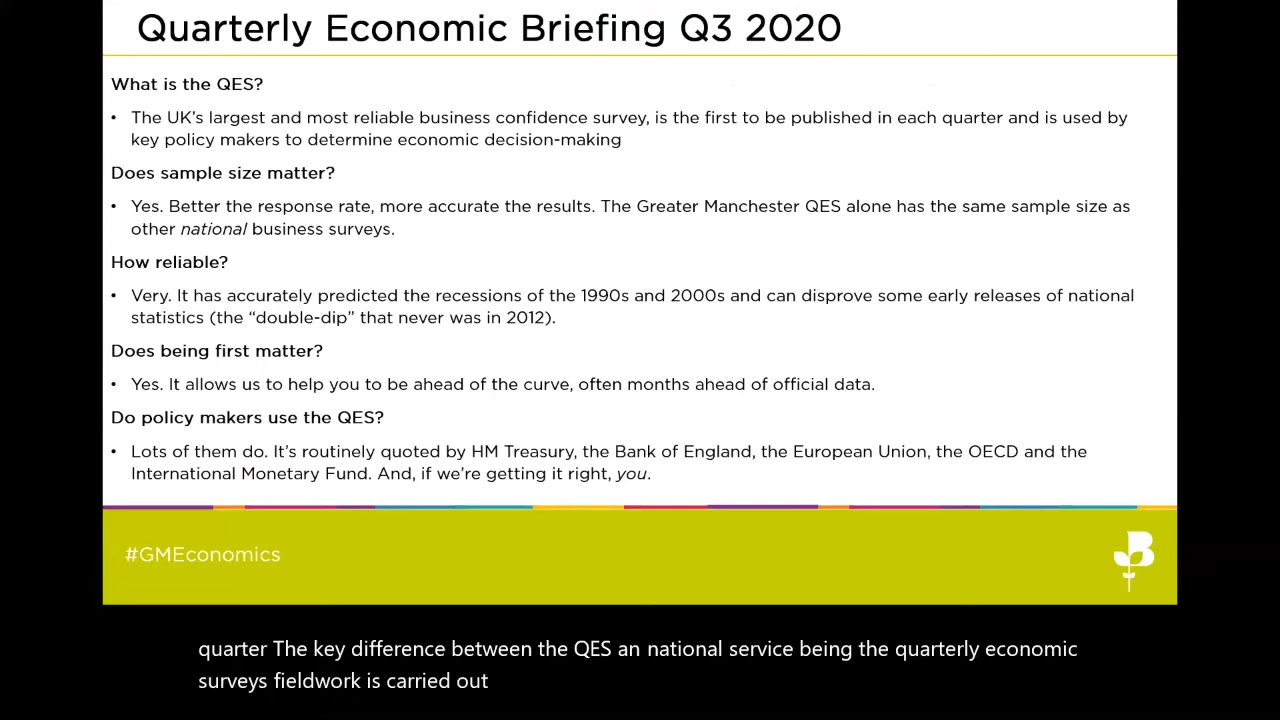 Quarterly Economic Briefing Q3 2020
What is the QES?
• The UK's largest and most reliable business confidence survey, is the first to be published in each quarter and is used by
key policy makers to determine economic decision-making
Does sample size matter?
• Yes. Better the response rate, more accurate the results. The Greater Manchester QES alone has the same sample size as
other national business surveys.
How reliable?
• Very. It has accurately predicted the recessions of the 1990s and 2000s and can disprove some early releases of national
statistics (the “double-dip” that never was in 2012).
Does being first matter?
• Yes. It allows us to help you to be ahead of the curve, often months ahead of official data.
Do policy makers use the QES?
• Lots of them do. It's routinely quoted by HM Treasury, the Bank of England, the European Union, the OECD and the
International Monetary Fund. And, if we're getting it right, you.
#GMEconomics
B
quarter The key difference between the QES an national service being the quarterly economic
surveys fieldwork is carried out